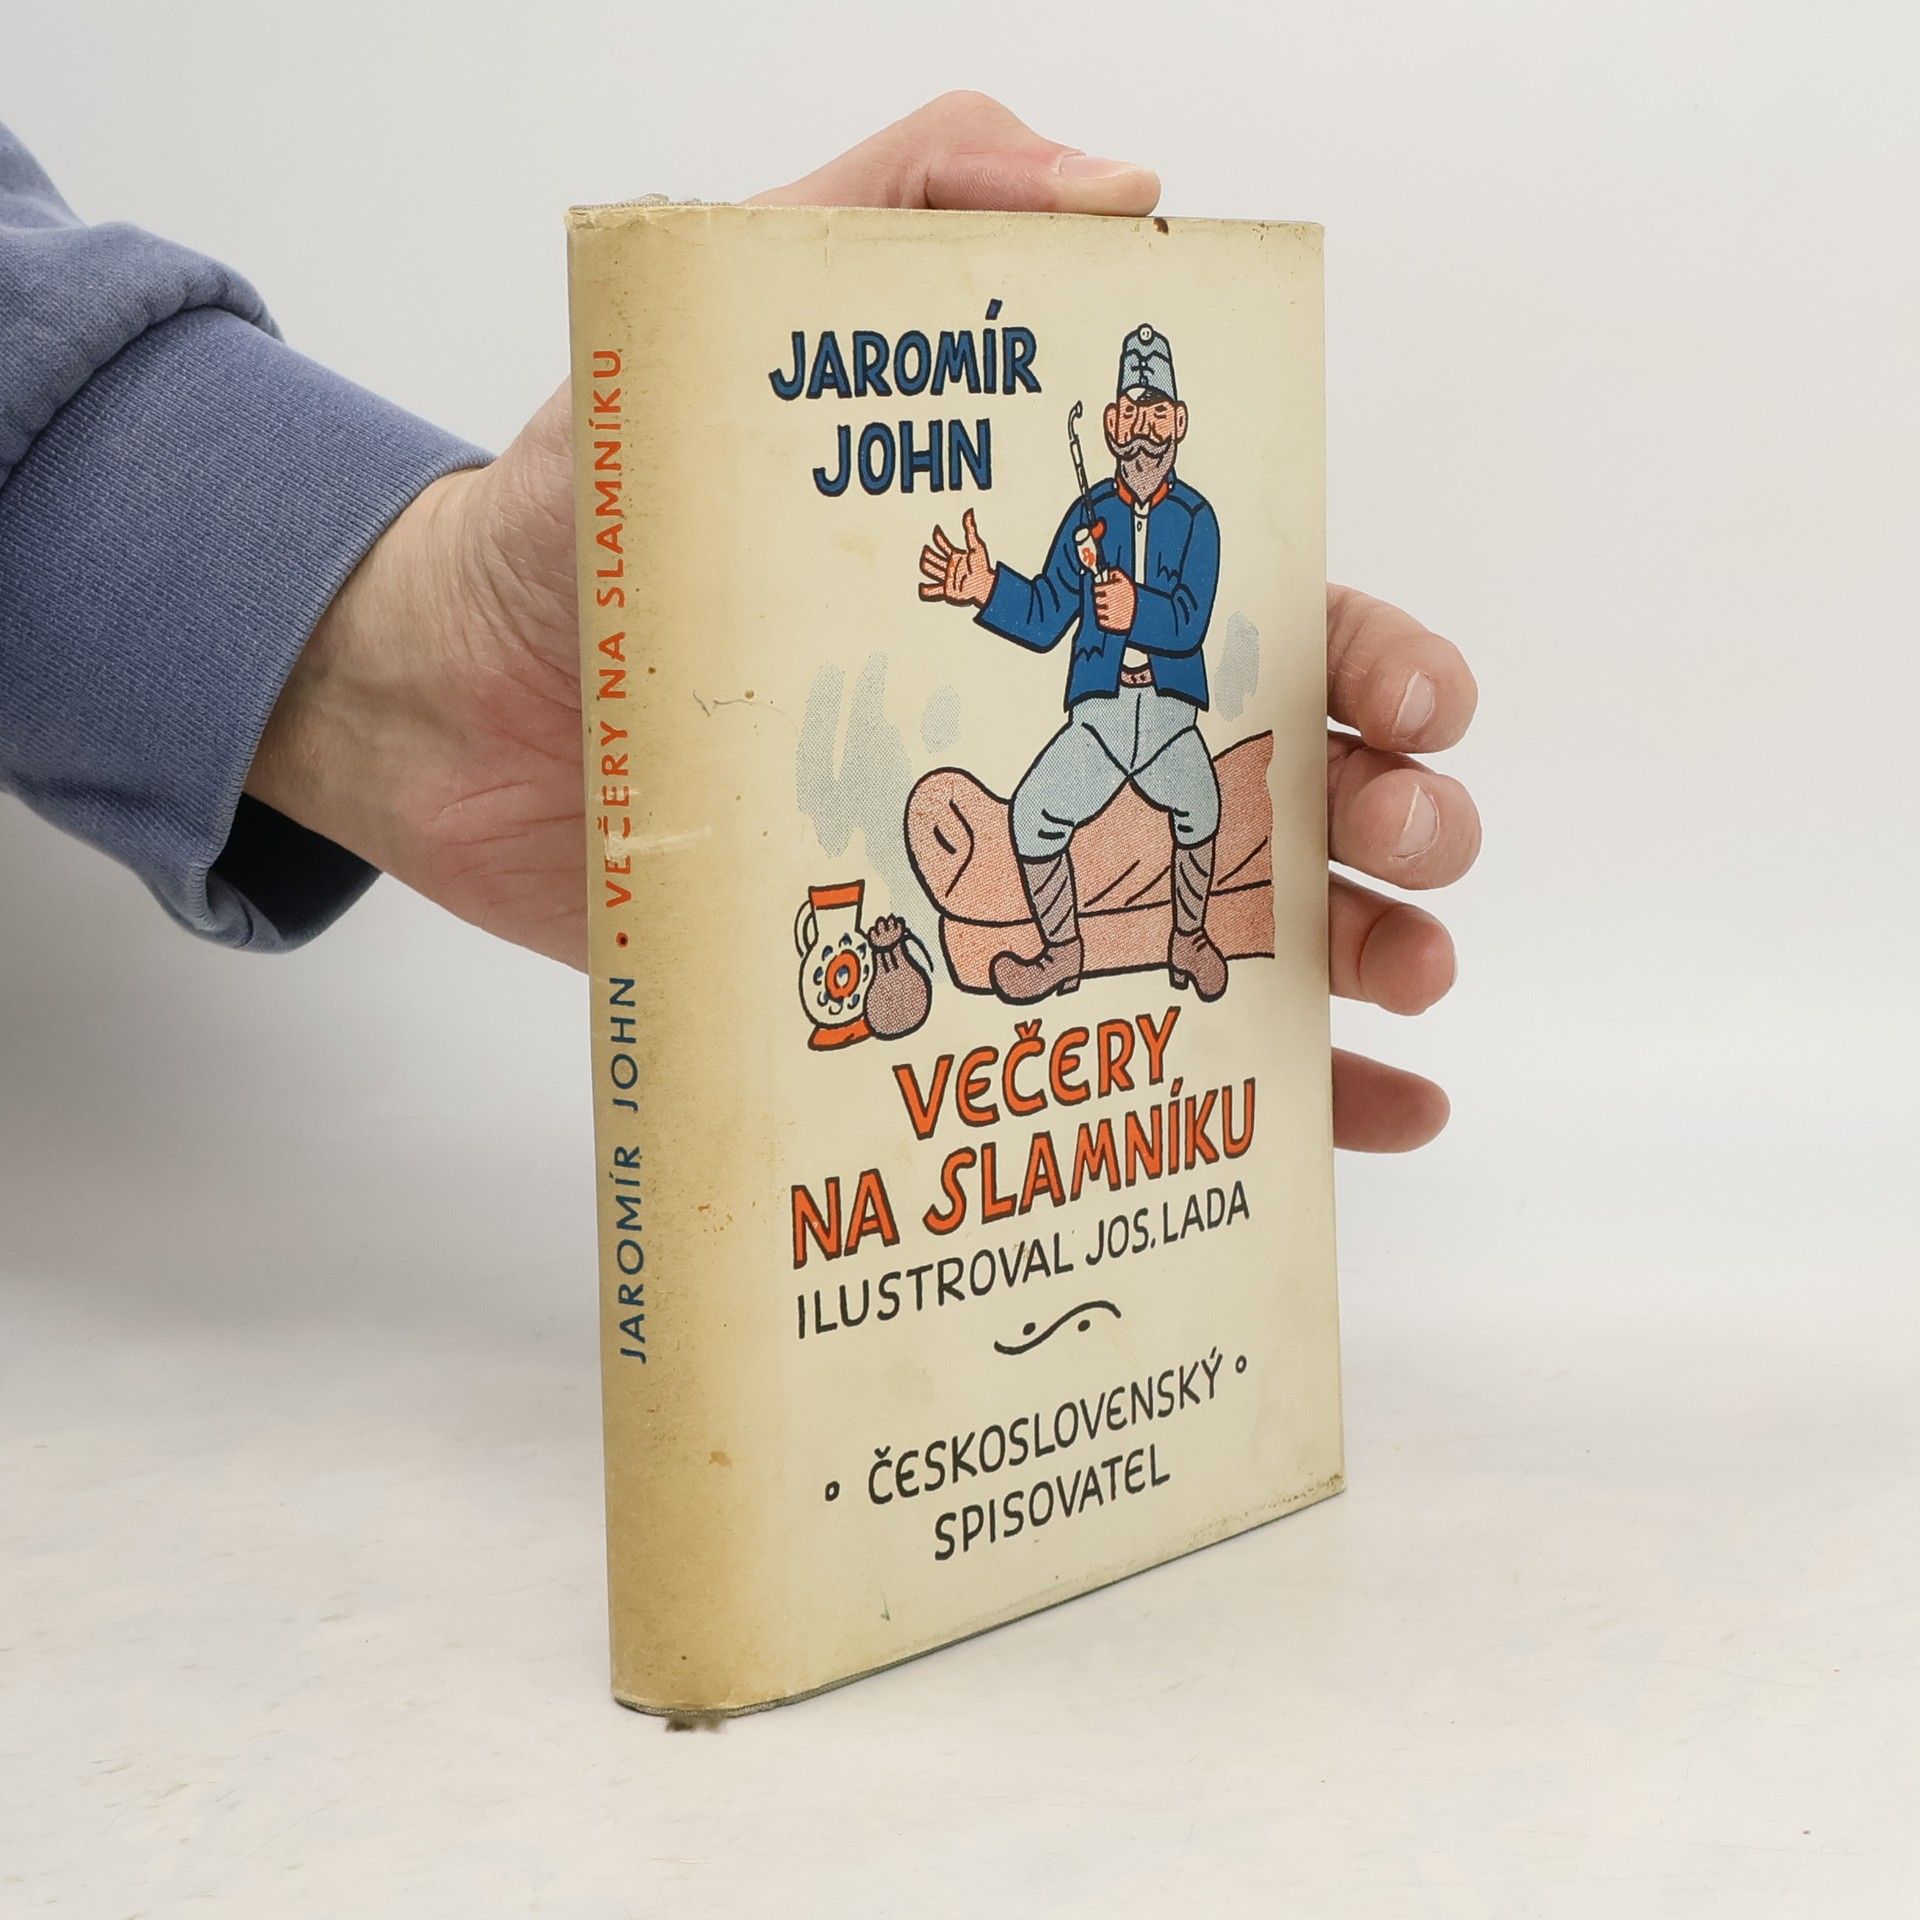 JAROMÍR JOHN • VEČERY NA SLAMNÍKU
JAROMÍR
JOHN
VEČERY
NA SLAMNÍKU
ILUSTROVAL JOS. LADA
ČESKOSLOVENSKÝ
SPISOVATEL